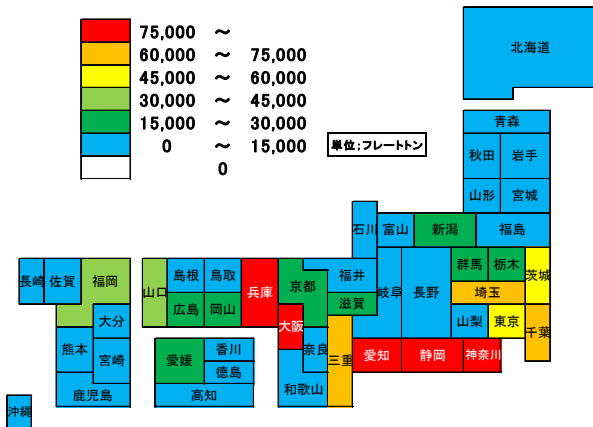 75,000 ～
60,000 ～ 75,000
45,000 ～ 60,000
30,000 ～ 45,000
15,000 ～ 30,000
0 ～ 15,000
0
単位;フレートトン
北海道
青森
秋田 岩手
山形 宮城
石川 富山 新潟 福島
長崎 佐賀 福岡 山口 島根 鳥取 兵庫 京都 福井 岐阜 長野 群馬 栃木 茨城
広島 岡山 滋賀 埼玉
大分 大阪 山梨 東京 千葉
熊本 宮崎 愛媛 香川 奈良 三重 愛知 静岡 神奈川
徳島
鹿児島 高知 和歌山
沖縄